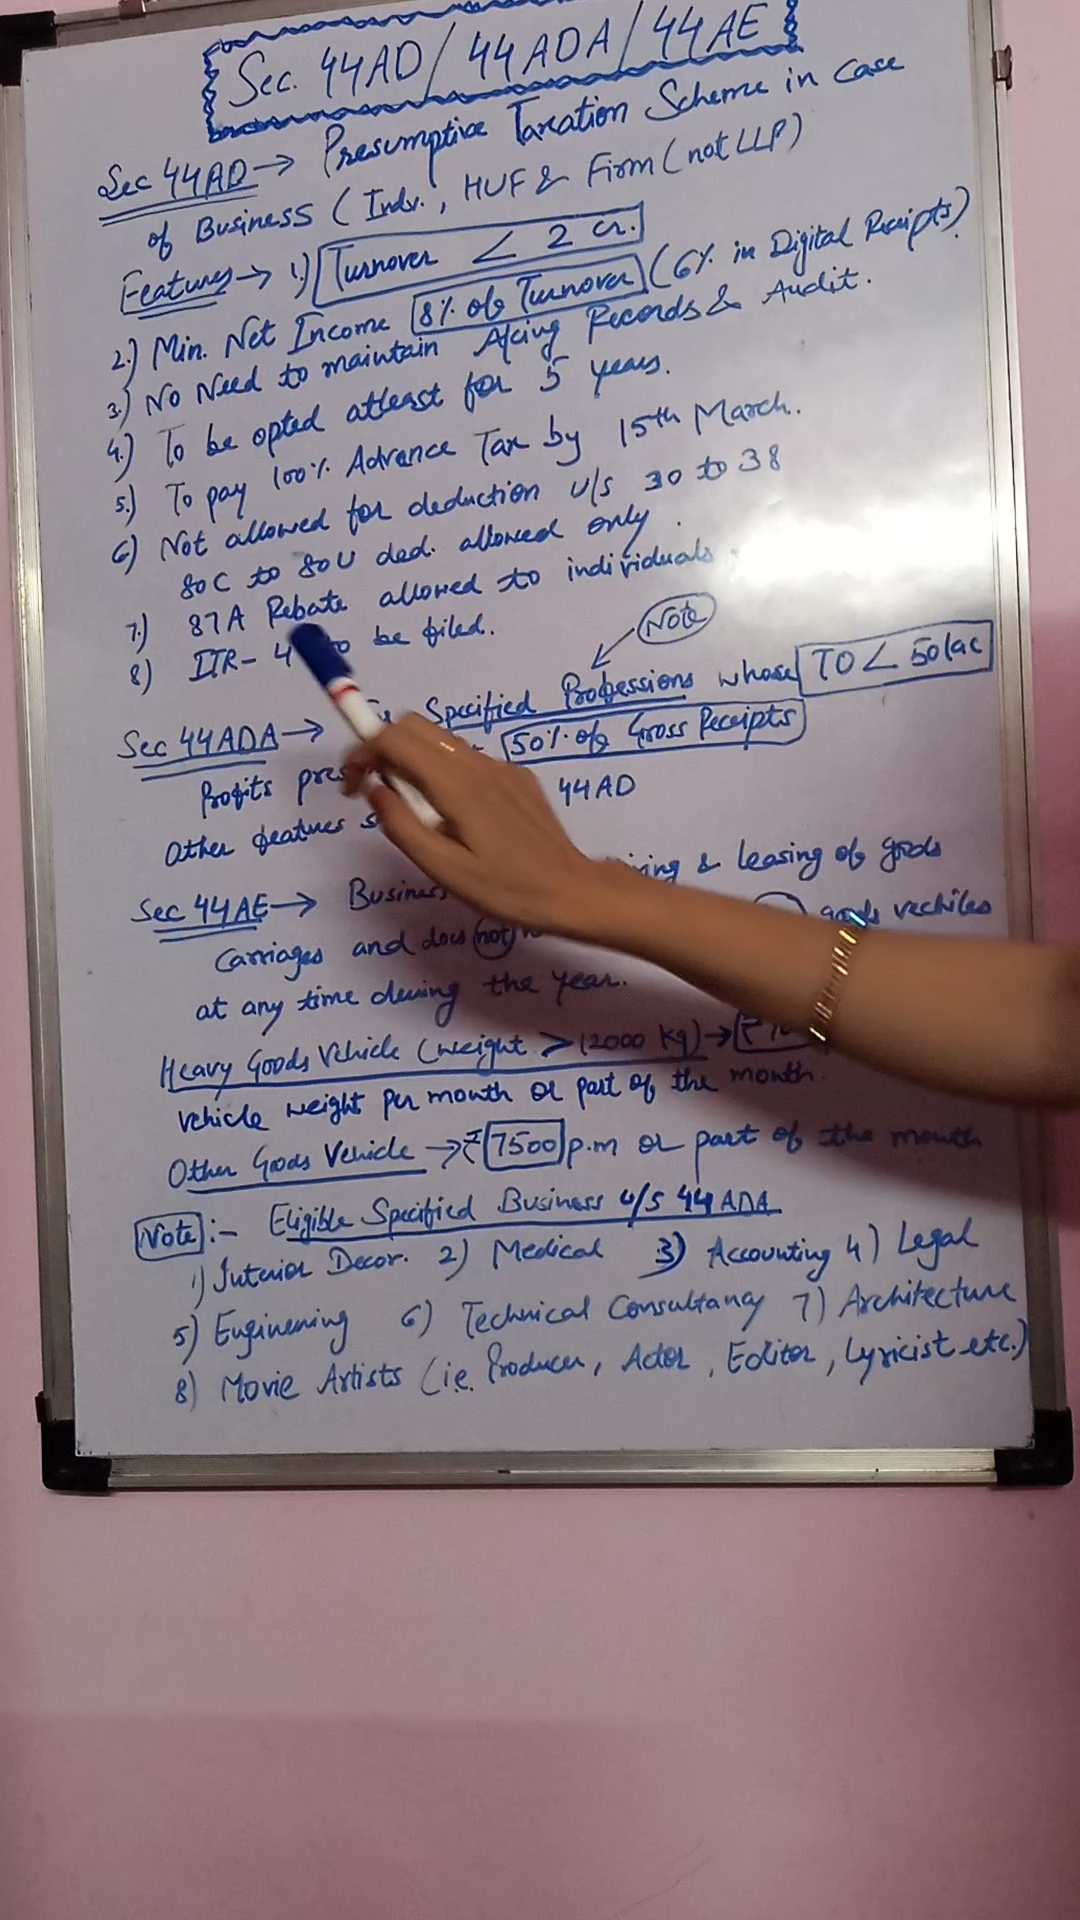 Sec. 44AD/44ADA/44AE
Sec 44AD → Presumptive Taxation Scheme in case
of Business (Indv., HUF & Firm (not LLP)
Features → 1.) Turnover < 2 cr.
2.) Min. Net Income 8% of Turnover (6% in Digital Receipts)
3.) No Need to maintain A/cing Records & Audit.
4.) To be opted atleast for 5 years.
5.) To pay 100% Advance Tax by 15th March.
6) Not allowed for deduction u/s 30 to 38
80C to 80U ded. allowed only.
7.) 87A Rebate allowed to individuals
8) ITR-4 to be filed.
Note
Sec 44ADA → Specified Professions whose TO < 50 lac
Profits 50% of Gross Receipts
Other features 44AD
Sec 44AE → Business & leasing of goods
Carriages and does not goods vechiles
at any time during the year.
Heavy Goods Vehicle (weight > 12000 Kg) → ₹
vehicle weight per month or part of the month.
Other Goods Vehicle → ₹ 7500 p.m or part of the month
Note :- Eligible Specified Business u/s 44ADA
1) Interior Decor. 2) Medical 3) Accounting 4) Legal
5) Enginening 6) Technical Consultancy 7) Architecture
8) Movie Artists (i.e. Producer, Actor, Editor, Lyricist etc.)